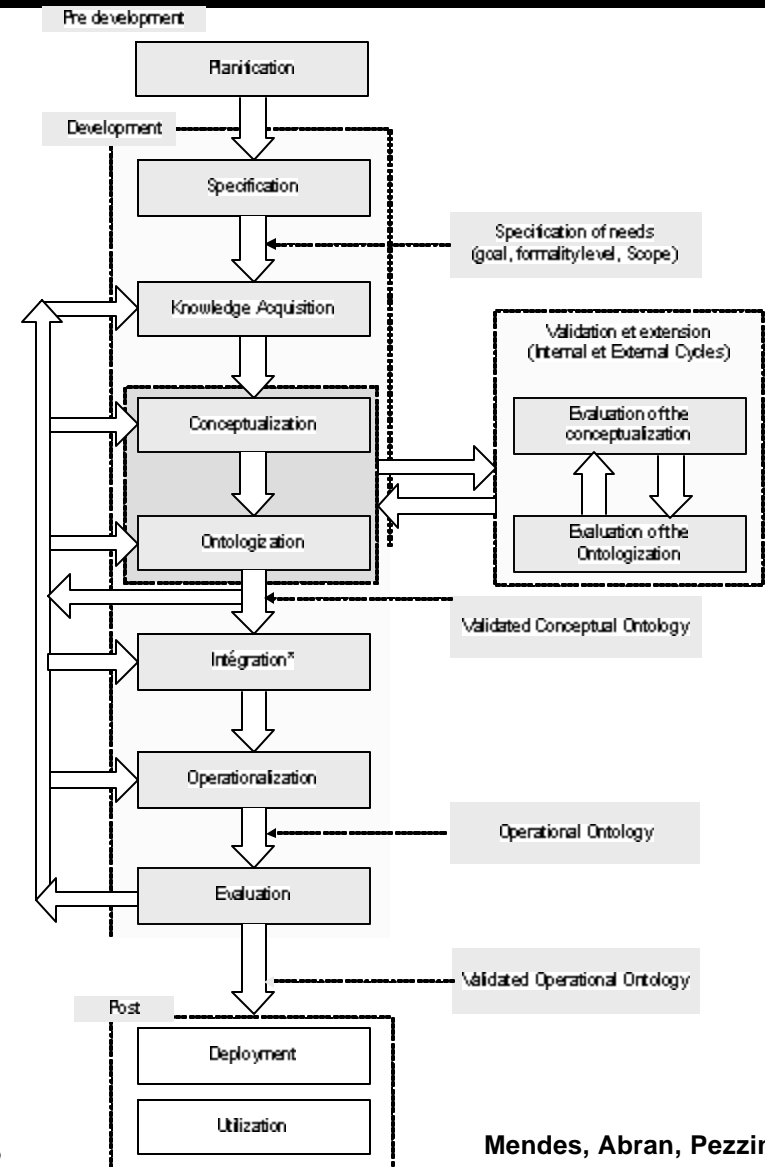 Pre development
Planification
Development
Specification
Specification of needs
(goal, formality level, Scope)
Knowledge Acquisition
Validation et extension
(Internal et External Cycles)
Conceptualization
Evaluation of the
conceptualization
Ontologization
Evaluation of the
Ontologization
Validated Conceptual Ontology
Intégration*
Operationalization
Operational Ontology
Evaluation
Validated Operational Ontology
Post
Deployment
Utilization
Mendes, Abran, Pezzin